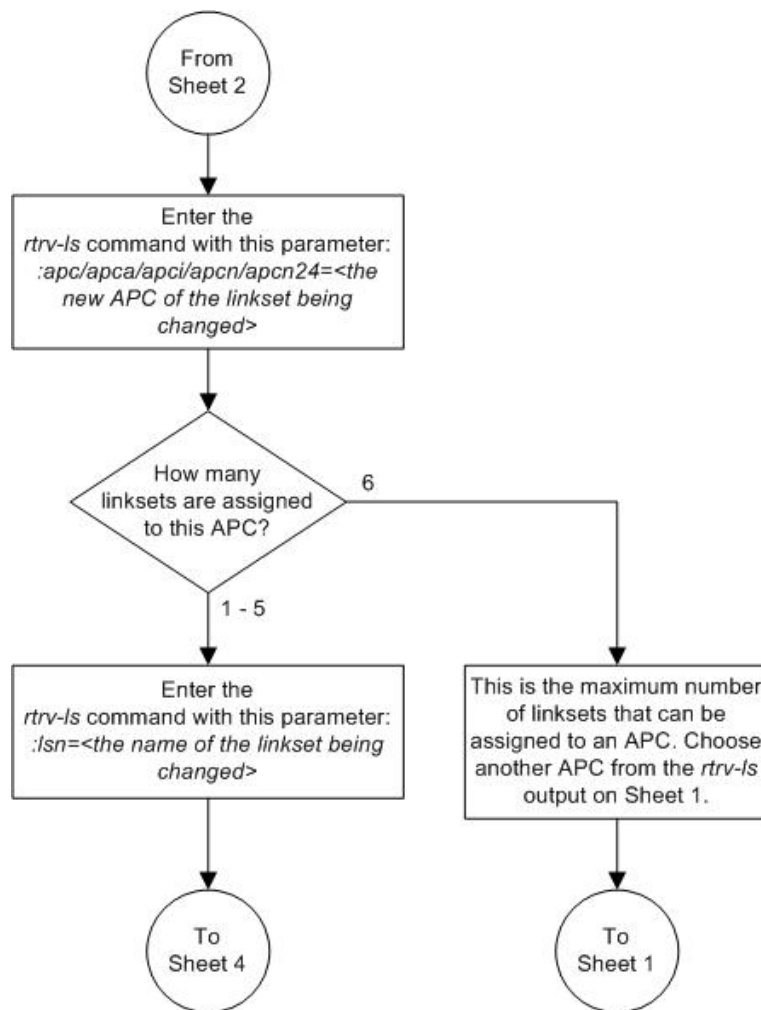 From
Sheet 2
Enter the
rtrv-ls command with this parameter:
:apc/apca/apci/apcn/apcn24=<the
new APC of the linkset being
changed>
How many
linksets are assigned
to this APC?
6
1 - 5
Enter the
rtrv-ls command with this parameter:
:lsn=<the name of the linkset being
changed>
This is the maximum number
of linksets that can be
assigned to an APC. Choose
another APC from the rtrv-ls
output on Sheet 1.
To
Sheet 4
To
Sheet 1